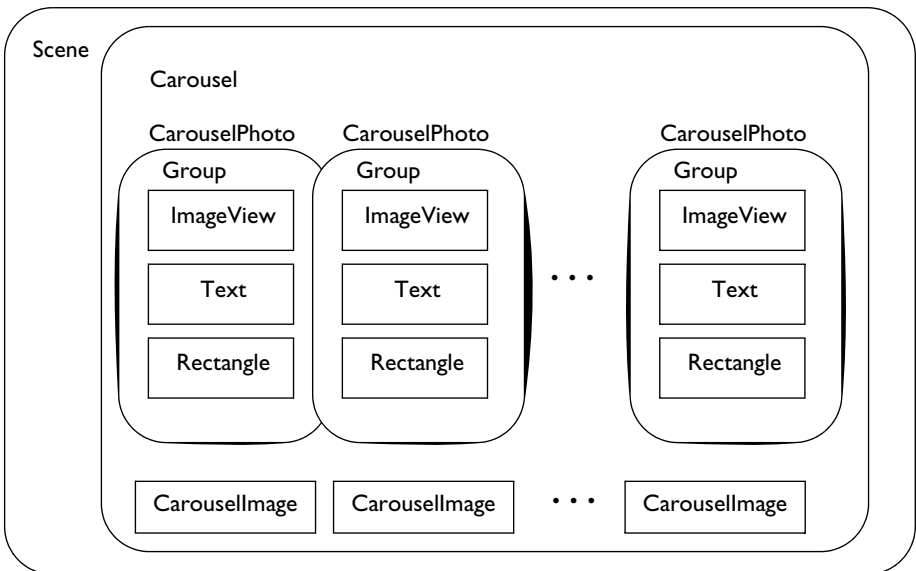 Scene
Carousel
CarouselPhoto CarouselPhoto CarouselPhoto
Group Group Group
ImageView ImageView ImageView
Text Text ... Text
Rectangle Rectangle Rectangle
CarouselImage CarouselImage ... CarouselImage